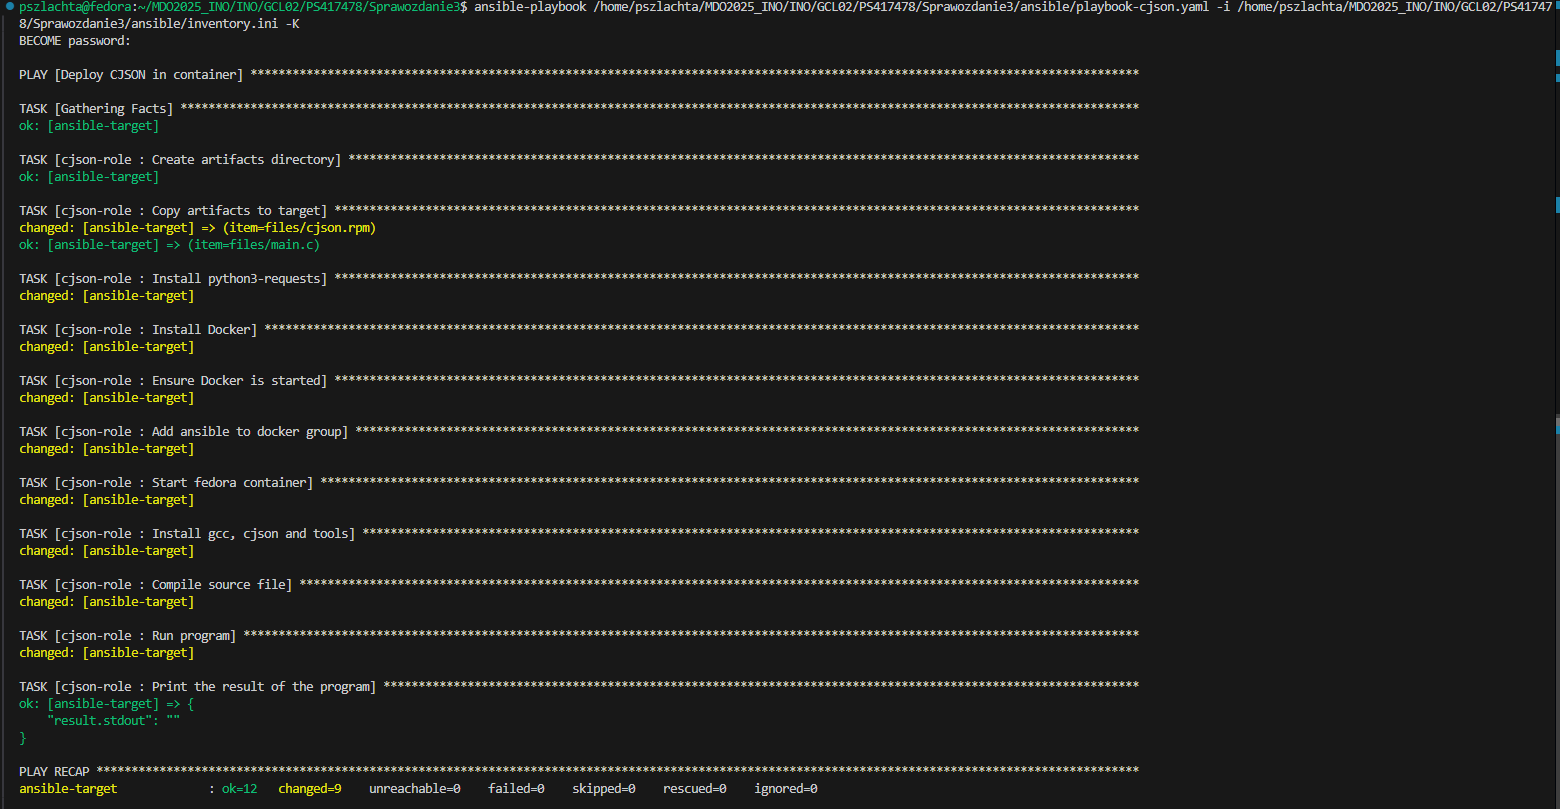 pszlachta@fedora:~/MDO2025_INO/INO/GCL02/PS417478/Sprawozdanie3$ ansible-playbook /home/pszlachta/MDO2025_INO/INO/GCL02/PS417478/Sprawozdanie3/ansible/playbook-cjson.yaml -i /home/pszlachta/MDO2025_INO/INO/GCL02/PS41747
8/Sprawozdanie3/ansible/inventory.ini -K
BECOME password:
PLAY [Deploy CJSON in container] *******************************************************************************************************************************
TASK [Gathering Facts] *****************************************************************************************************************************************
ok: [ansible-target]
TASK [cjson-role : Create artifacts directory] *****************************************************************************************************************
ok: [ansible-target]
TASK [cjson-role : Copy artifacts to target] *******************************************************************************************************************
changed: [ansible-target] => (item=files/cjson.rpm)
ok: [ansible-target] => (item=files/main.c)
TASK [cjson-role : Install python3-requests] *******************************************************************************************************************
changed: [ansible-target]
TASK [cjson-role : Install Docker] *****************************************************************************************************************************
changed: [ansible-target]
TASK [cjson-role : Ensure Docker is started] *******************************************************************************************************************
changed: [ansible-target]
TASK [cjson-role : Add ansible to docker group] ****************************************************************************************************************
changed: [ansible-target]
TASK [cjson-role : Start fedora container] *********************************************************************************************************************
changed: [ansible-target]
TASK [cjson-role : Install gcc, cjson and tools] ***************************************************************************************************************
changed: [ansible-target]
TASK [cjson-role : Compile source file] ************************************************************************************************************************
changed: [ansible-target]
TASK [cjson-role : Run program] ********************************************************************************************************************************
changed: [ansible-target]
TASK [cjson-role : Print the result of the program] ************************************************************************************************************
ok: [ansible-target] => {
    "result.stdout": ""
}
PLAY RECAP *****************************************************************************************************************************************************
ansible-target             : ok=12   changed=9    unreachable=0    failed=0    skipped=0    rescued=0    ignored=0